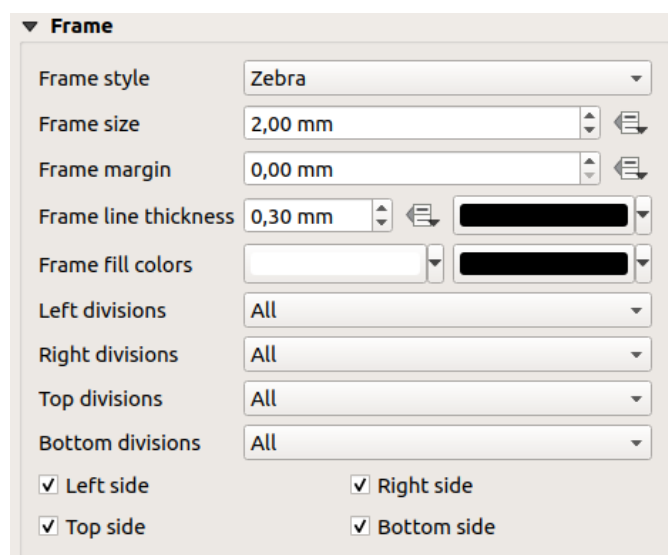 Frame
Frame style Zebra
Frame size 2,00 mm
Frame margin 0,00 mm
Frame line thickness 0,30 mm
Frame fill colors
Left divisions All
Right divisions All
Top divisions All
Bottom divisions All
Left side Right side
Top side Bottom side